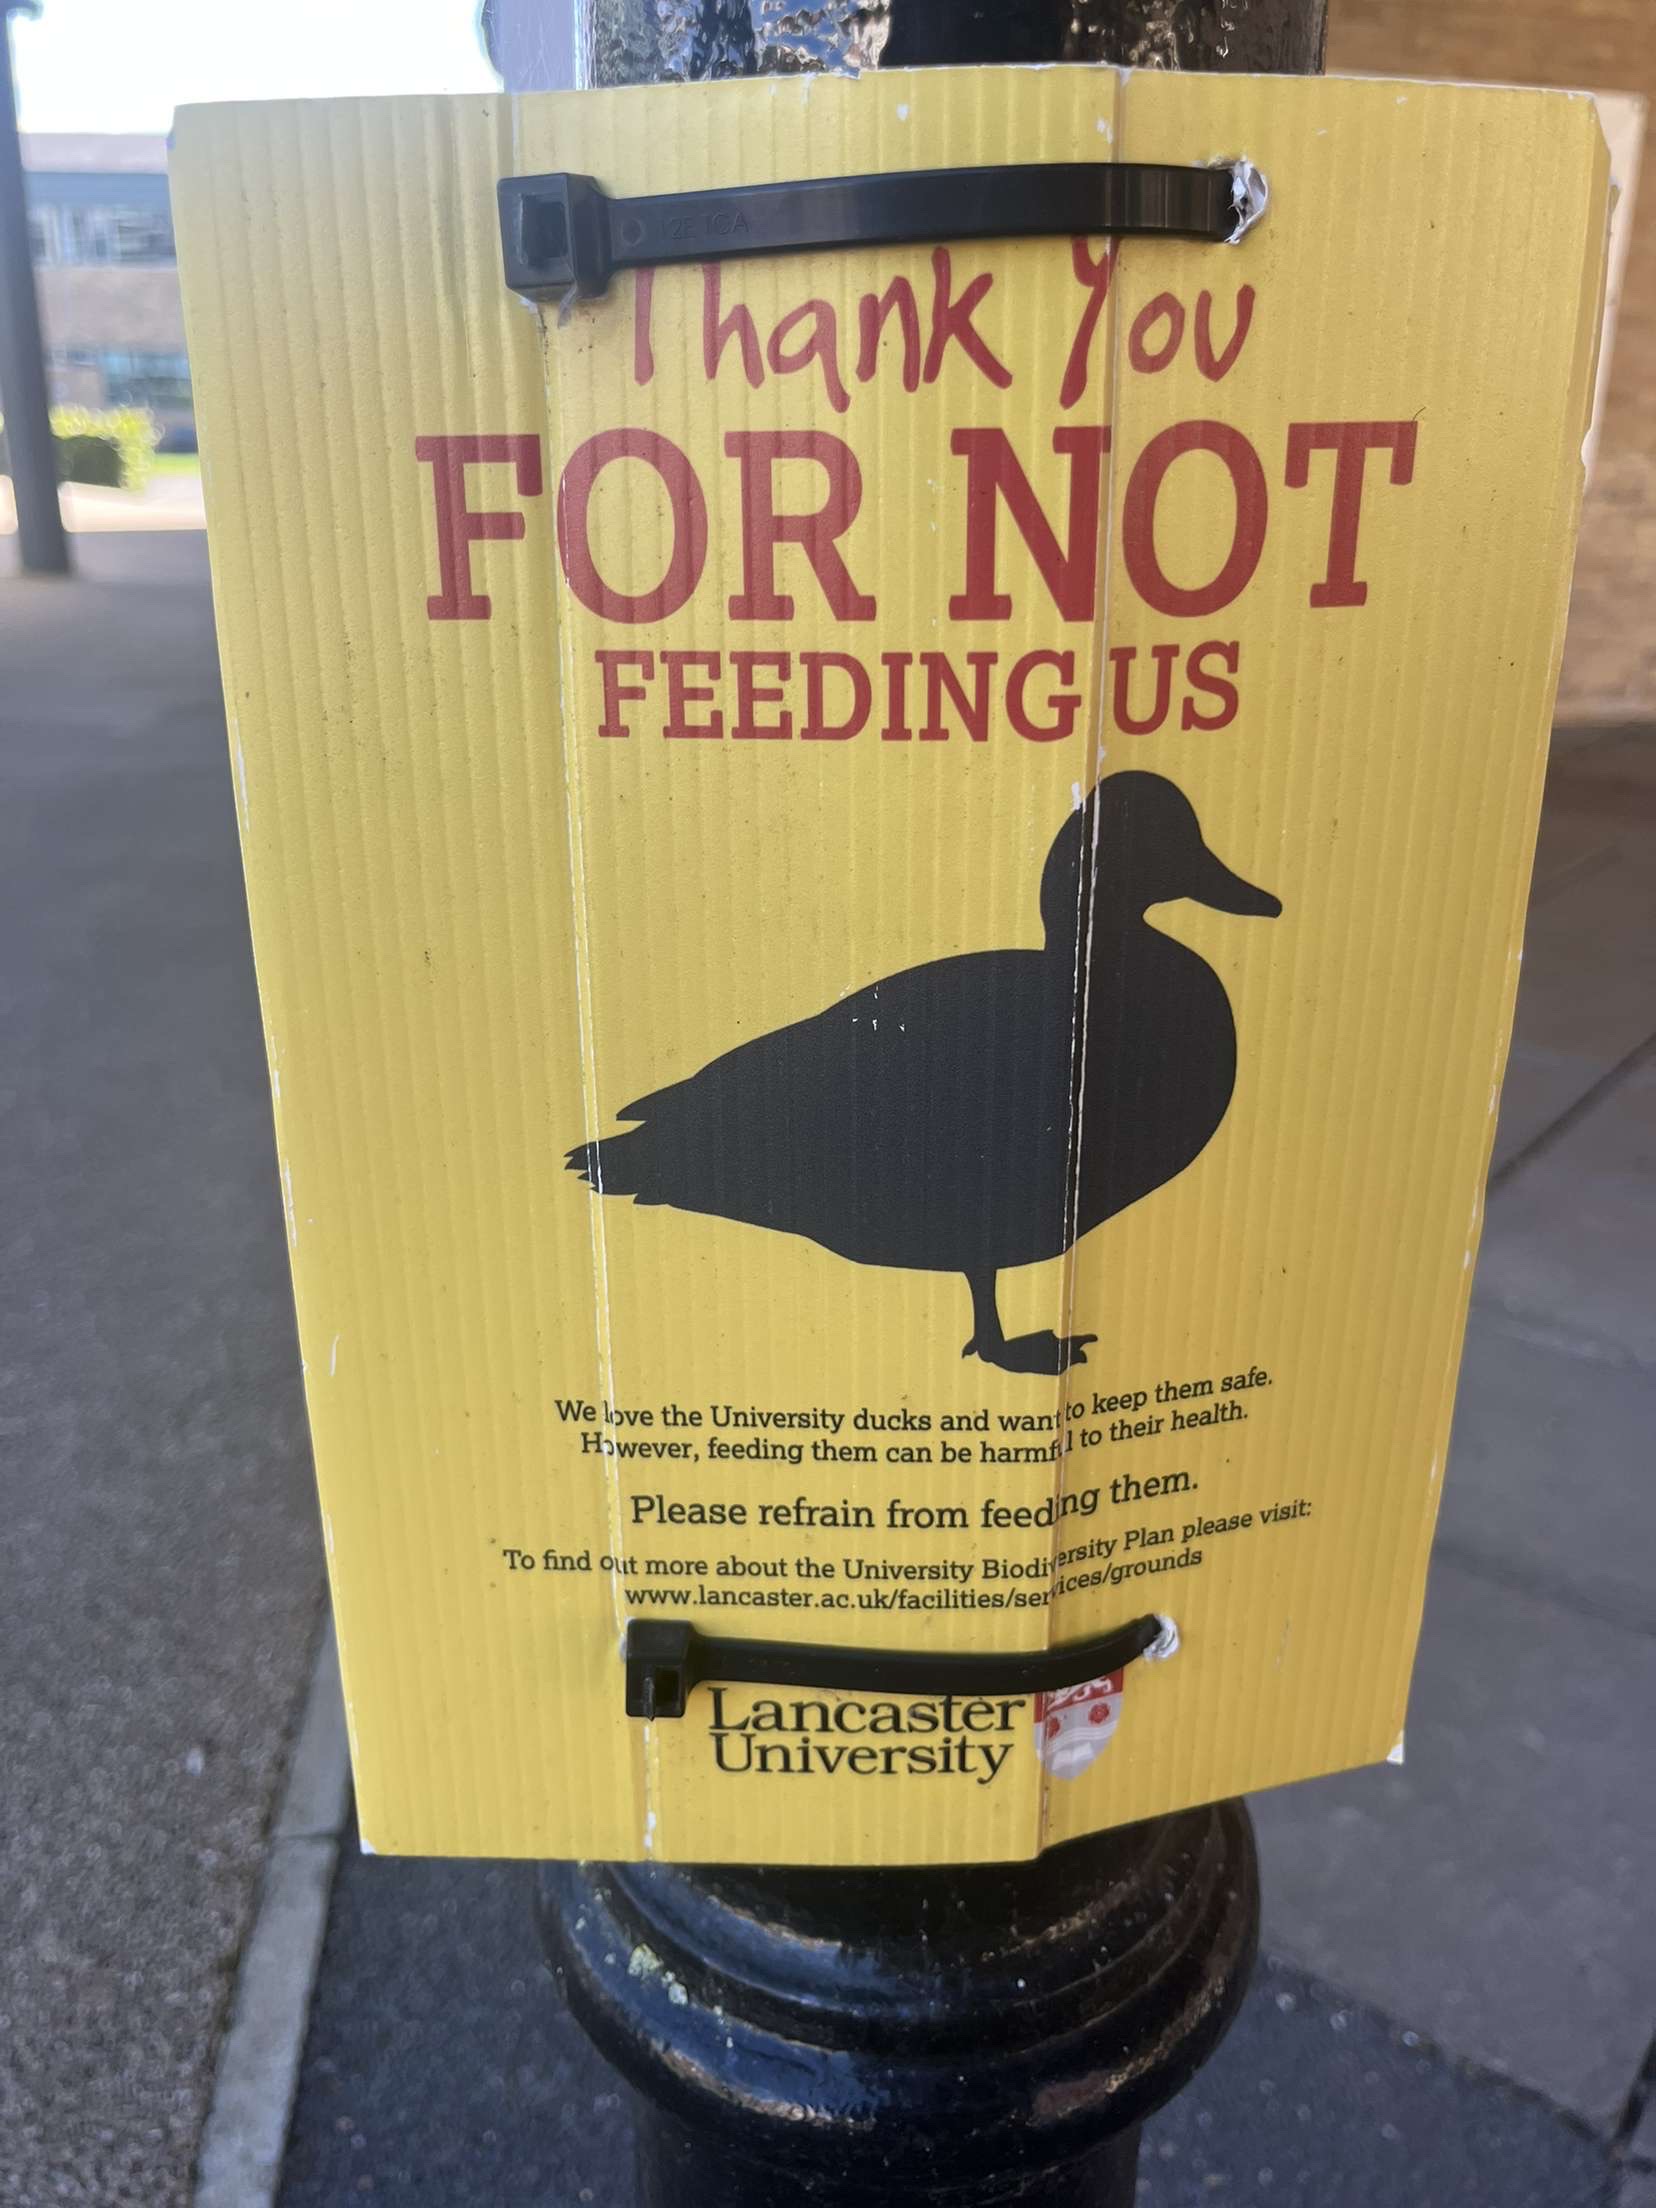 Thank You
FOR NOT
FEEDING US
We love the University ducks and want to keep them safe.
However, feeding them can be harmful to their health.
Please refrain from feeding them.
To find out more about the University Biodiversity Plan please visit:
www.lancaster.ac.uk/facilities/services/grounds
Lancaster
University